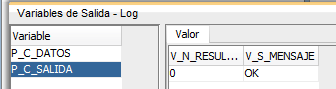 Variables de Salida - Log
Variable
P_C_DATOS
P_C_SALIDA
Valor
V_N_RESUL... V_S_MENSAJE
0 OK